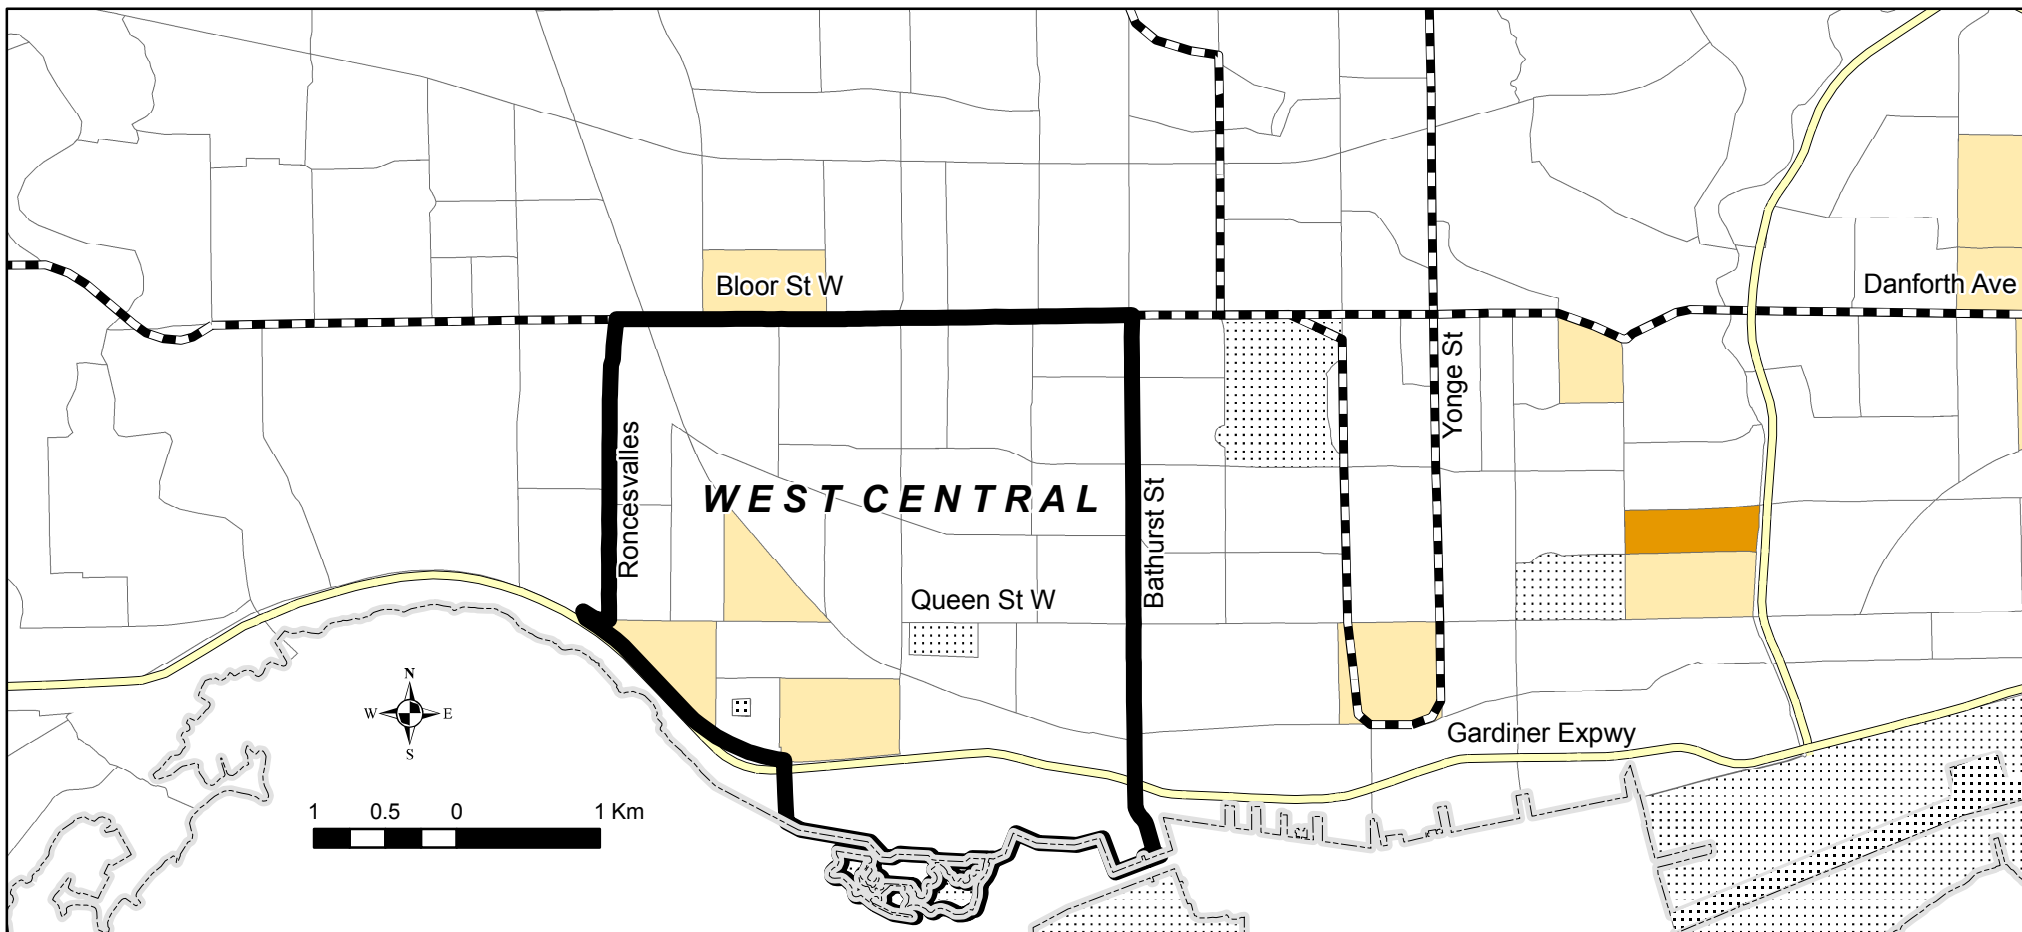 Bloor St W
Danforth Ave
Yonge St
Roncesvalles
WEST CENTRAL
Bathurst St
Queen St W
N
W E
S
Gardiner Expwy
1 0.5 0 1 Km